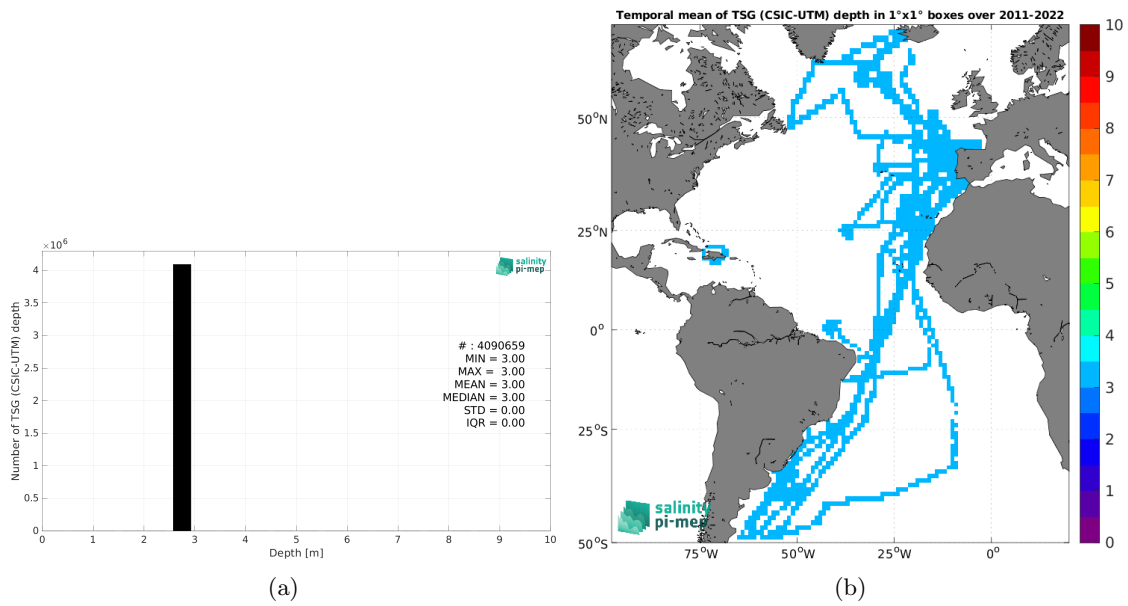 ×10⁶
4
3.5
3
2.5
2
1.5
1
0.5
0
0 1 2 3 4 5 6 7 8 9 10
Number of TSG (CSIC-UTM) depth
Depth [m]
salinity
pi-mep
# : 4090659
MIN = 3.00
MAX = 3.00
MEAN = 3.00
MEDIAN = 3.00
STD = 0.00
IQR = 0.00
(a)
Temporal mean of TSG (CSIC-UTM) depth in 1°x1° boxes over 2011-2022
50°N
25°N
0°
25°S
50°S
75°W 50°W 25°W 0°
salinity
pi-mep
10
9
8
7
6
5
4
3
2
1
0
(b)